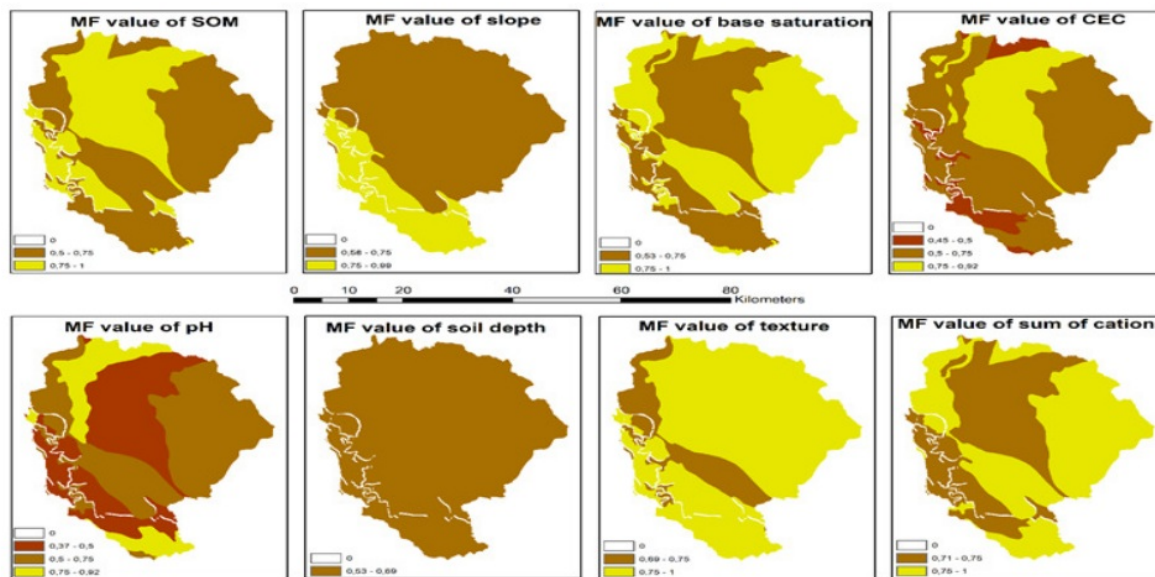 MF value of SOM
0
0,5 - 0,75
0,75 - 1
MF value of slope
0
0,56 - 0,75
0,75 - 0,99
MF value of base saturation
0
0,53 - 0,75
0,75 - 1
MF value of CEC
0
0,45 - 0,5
0,5 - 0,75
0,75 - 0,92
0 10 20 40 60 80
Kilometers
MF value of pH
0
0,37 - 0,5
0,5 - 0,75
0,75 - 0,92
MF value of soil depth
0
0,53 - 0,69
MF value of texture
0
0,69 - 0,75
0,75 - 1
MF value of sum of cation
0
0,71 - 0,75
0,75 - 1